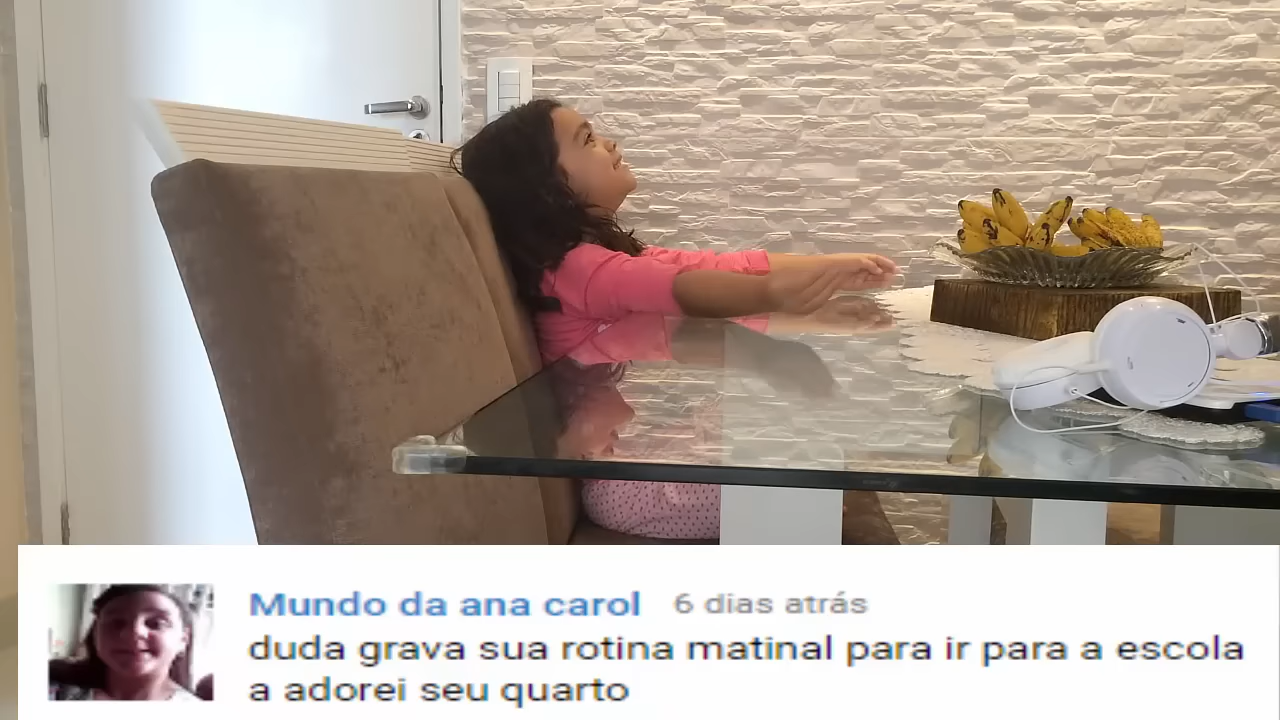 Mundo da ana carol 6 dias atrás
duda grava sua rotina matinal para ir para a escola
a adorei seu quarto